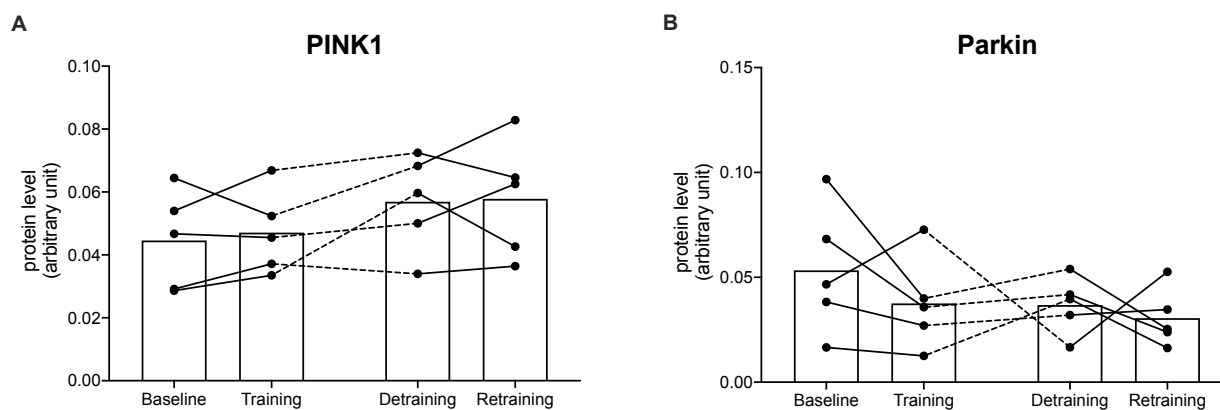 A
PINK1
protein level
(arbitrary unit)
0.10
0.08
0.06
0.04
0.02
0.00
Baseline
Training
Detraining
Retraining
B
Parkin
protein level
(arbitrary unit)
0.15
0.10
0.05
0.00
Baseline
Training
Detraining
Retraining